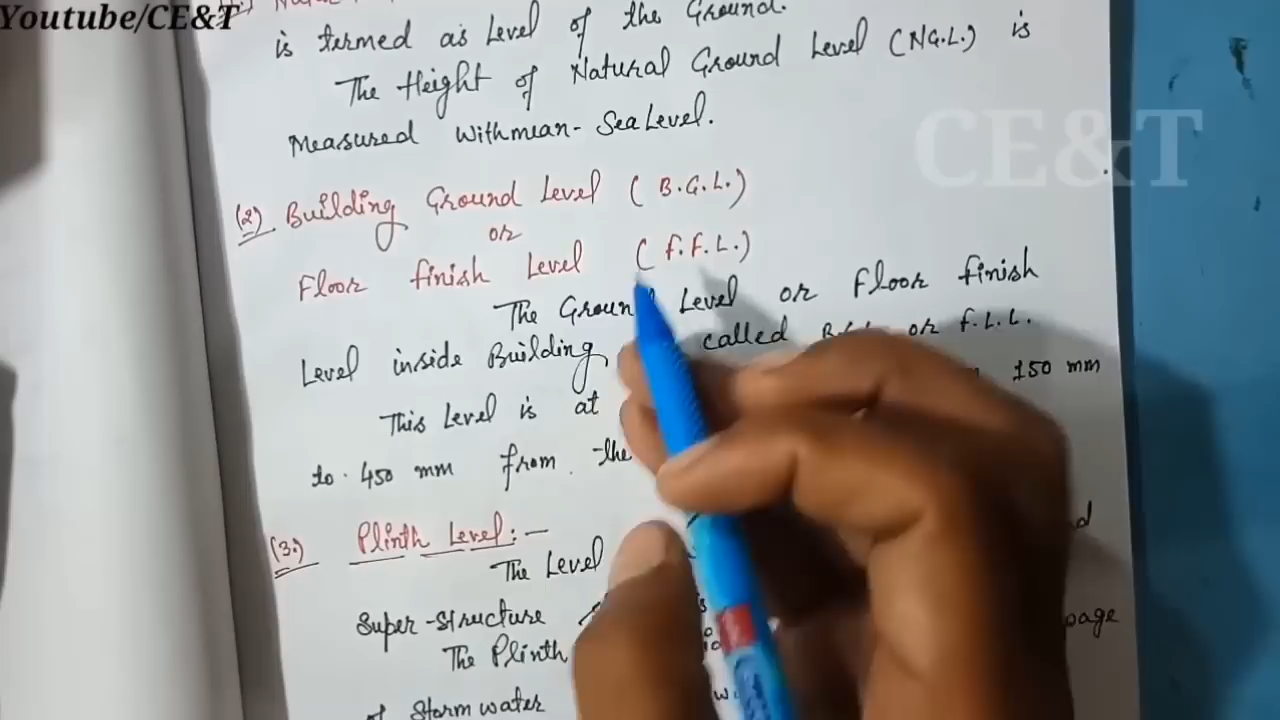 Youtube/CE&T
is termed as Level of the Ground.
The Height of Natural Ground Level (N.G.L.) is
Measured With mean-Sea Level.
CE&T
(2) Building Ground Level (B.G.L.)
or
Floor finish Level (f.f.L.)
The Groun Level or Floor finish
Level inside Building called or f.L.L.
This Level is at 150 mm
to 450 mm from the
(3.) Plinth Level:-
The Level
Super-structure
The Plinth
of Storm water